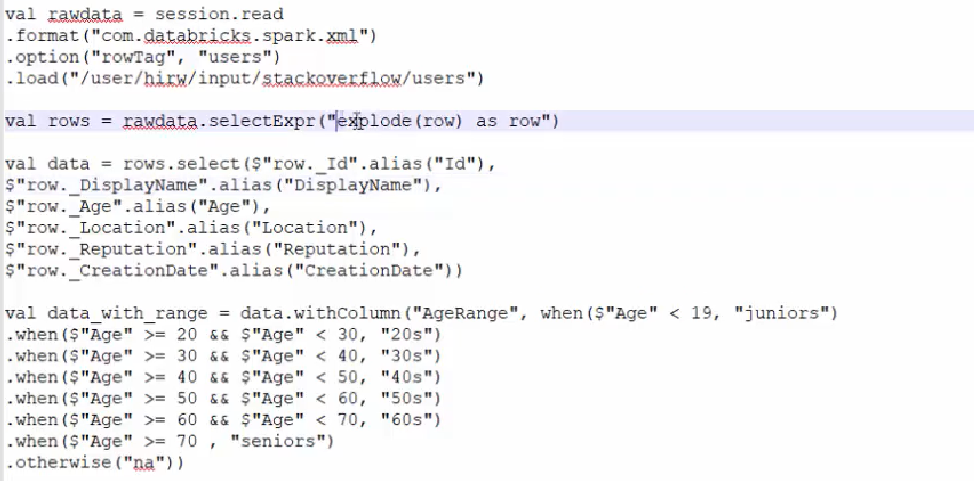 val rawdata = session.read
.format("com.databricks.spark.xml")
.option("rowTag", "users")
.load("/user/hirw/input/stackoverflow/users")
val rows = rawdata.selectExpr("explode(row) as row")
val data = rows.select($"row._Id".alias("Id"),
$"row._DisplayName".alias("DisplayName"),
$"row._Age".alias("Age"),
$"row._Location".alias("Location"),
$"row._Reputation".alias("Reputation"),
$"row._CreationDate".alias("CreationDate"))
val data_with_range = data.withColumn("AgeRange", when($"Age" < 19, "juniors")
.when($"Age" >= 20 && $"Age" < 30, "20s")
.when($"Age" >= 30 && $"Age" < 40, "30s")
.when($"Age" >= 40 && $"Age" < 50, "40s")
.when($"Age" >= 50 && $"Age" < 60, "50s")
.when($"Age" >= 60 && $"Age" < 70, "60s")
.when($"Age" >= 70 , "seniors")
.otherwise("na"))